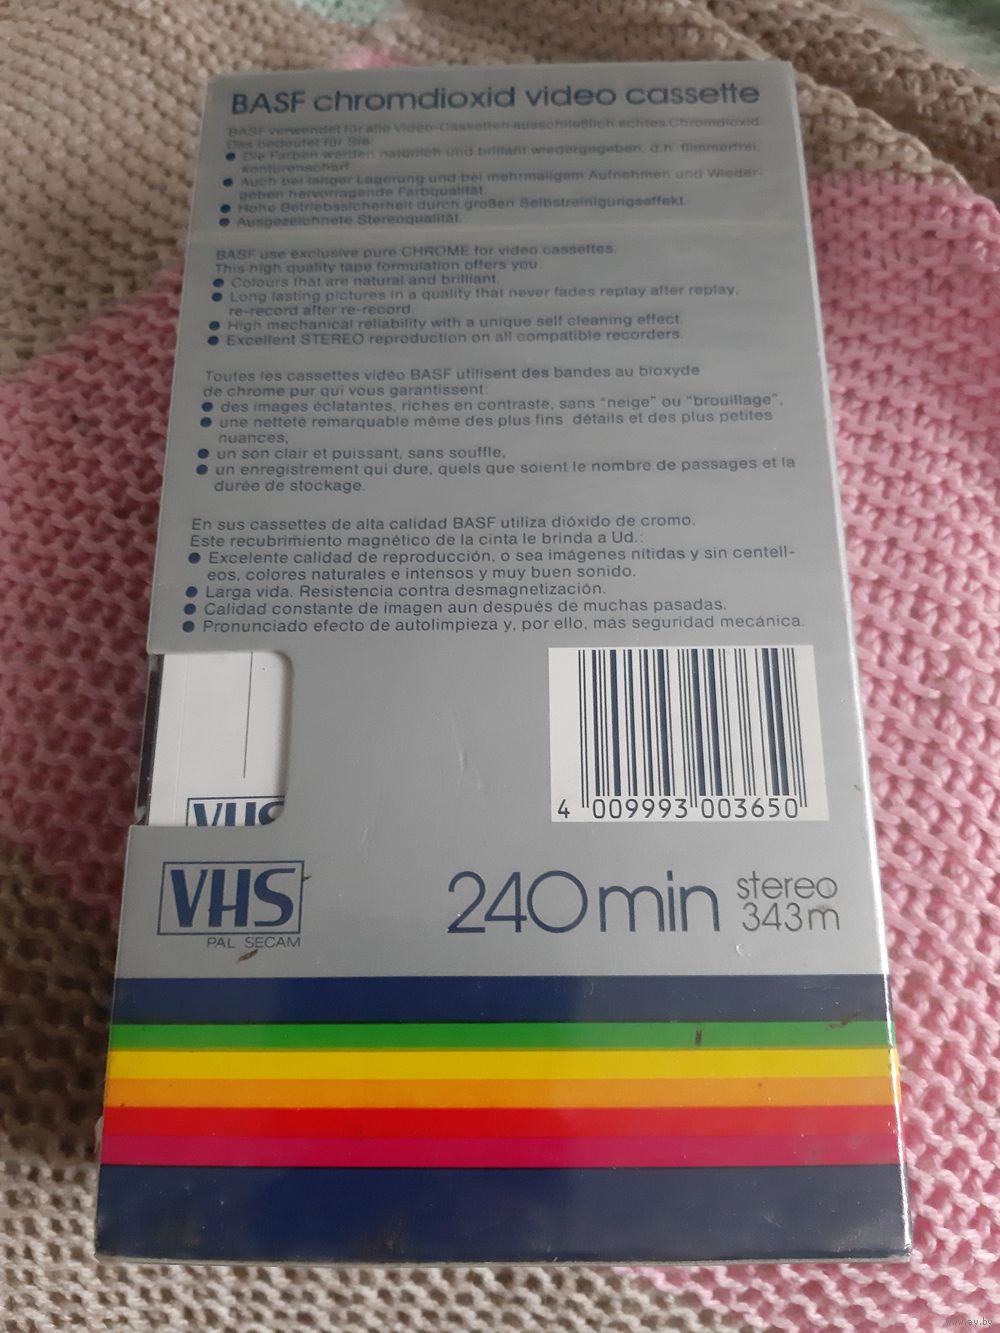 BASF chromdioxid video cassette
BASF verwendet für alle Video-Cassetten ausschließlich echtes Chromdioxid.
Das bedeutet für Sie:
● Die Farben werden natürlich und brillant wiedergegeben, d.h. flimmerfrei,
konturenscharf.
● Auch bei langer Lagerung und bei mehrmaligem Aufnehmen und Wieder-
geben hervorragende Farbqualität.
● Hohe Betriebssicherheit durch großen Selbstreinigungseffekt.
● Ausgezeichnete Stereoqualität.
BASF use exclusive pure CHROME for video cassettes.
This high quality tape formulation offers you:
● Colours that are natural and brilliant.
● Long lasting pictures in a quality that never fades replay after replay,
re-record after re-record.
● High mechanical reliability with a unique self cleaning effect.
● Excellent STEREO reproduction on all compatible recorders.
Toutes les cassettes vidéo BASF utilisent des bandes au bioxyde
de chrome pur qui vous garantissent:
● des images éclatantes, riches en contraste, sans "neige" ou "brouillage",
● une netteté remarquable même des plus fins détails et des plus petites
nuances,
● un son clair et puissant, sans souffle,
● un enregistrement qui dure, quels que soient le nombre de passages et la
durée de stockage.
En sus cassettes de alta calidad BASF utiliza dióxido de cromo.
Este recubrimiento magnético de la cinta le brinda a Ud.:
● Excelente calidad de reproducción, o sea imágenes nítidas y sin centell-
eos, colores naturales e intensos y muy buen sonido.
● Larga vida. Resistencia contra desmagnetización.
● Calidad constante de imagen aun después de muchas pasadas.
● Pronunciado efecto de autolimpieza y, por ello, más seguridad mecánica.
VHS
4 009993 003650
VHS
PAL SECAM
240min
stereo
343m
www.ay.by